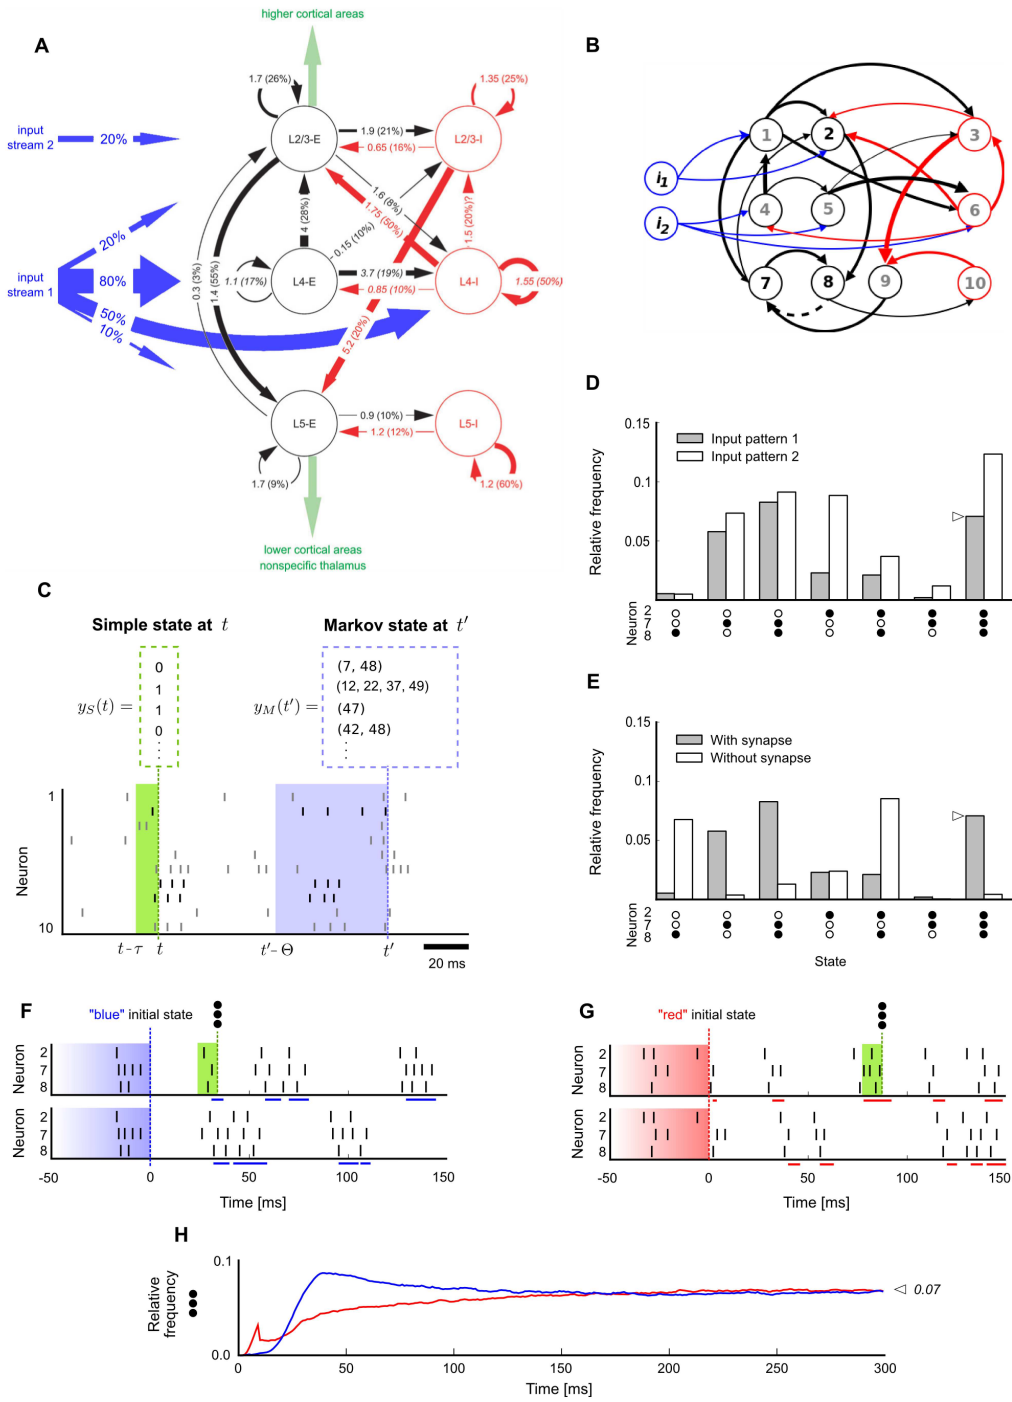 A
higher cortical areas
input
stream 2
20%
1.7 (26%)
1.35 (25%)
L2/3-E
L2/3-I
1.9 (21%)
0.65 (16%)
1.6 (8%)
1.75 (50%)
4 (28%)
0.15 (10%)
1.5 (20%)?
20%
input
stream 1
80%
50%
10%
0.3 (3%)
1.4 (55%)
1.1 (17%)
L4-E
L4-I
3.7 (19%)
0.85 (10%)
1.55 (50%)
5.2 (20%)
L5-E
L5-I
0.9 (10%)
1.2 (12%)
1.7 (9%)
1.2 (60%)
lower cortical areas
nonspecific thalamus
B
i1
i2
1
2
3
4
5
6
7
8
9
10
C
Simple state at t
Markov state at t′
yS(t) =
0
1
1
0
⋮
yM(t′) =
(7, 48)
(12, 22, 37, 49)
(47)
(42, 48)
⋮
Neuron
1
10
t-τ
t
t′-Θ
t′
20 ms
D
Relative frequency
0.15
0.1
0.05
Input pattern 1
Input pattern 2
Neuron
2
7
8
E
Relative frequency
0.15
0.1
0.05
With synapse
Without synapse
Neuron
2
7
8
State
F
"blue" initial state
Neuron
2
7
8
Neuron
2
7
8
-50
0
50
100
150
Time [ms]
G
"red" initial state
Neuron
2
7
8
Neuron
2
7
8
-50
0
50
100
150
Time [ms]
H
Relative
frequency
0.1
0.0
0.07
0
50
100
150
200
250
300
Time [ms]